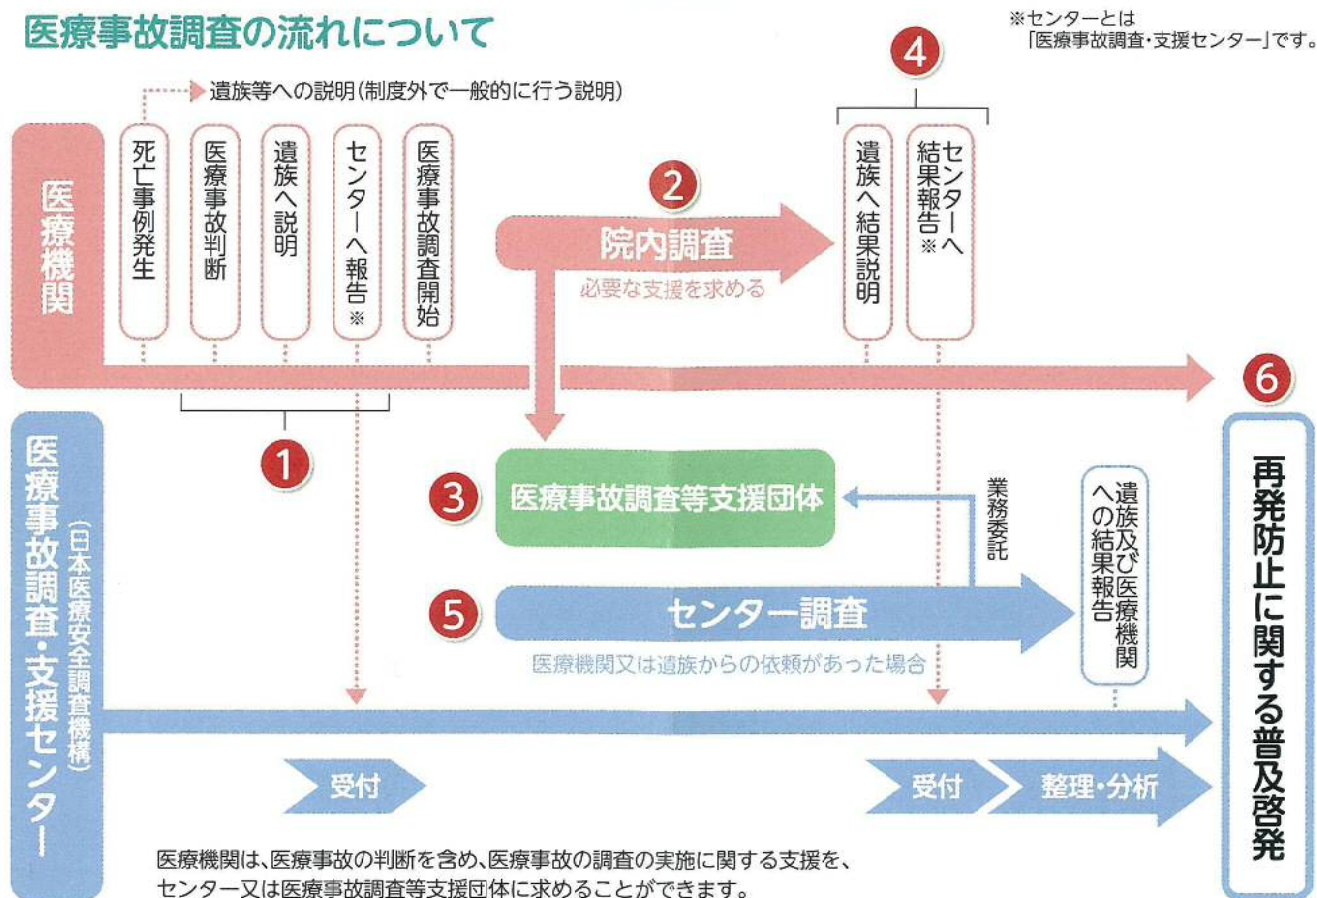 医療事故調査の流れについて
※センターとは
「医療事故調査・支援センター」です。
遺族等への説明(制度外で一般的に行う説明)
医療機関
死亡事例発生
医療事故判断
遺族へ説明
センターへ報告※
医療事故調査開始
1
2
院内調査
必要な支援を求める
4
遺族へ結果説明
センターへ
結果報告※
3
医療事故調査等支援団体
業務委託
5
センター調査
医療機関又は遺族からの依頼があった場合
遺族及び医療機関
への結果報告
6
再発防止に関する普及啓発
医療事故調査・支援センター
(日本医療安全調査機構)
受付
受付
整理・分析
医療機関は、医療事故の判断を含め、医療事故の調査の実施に関する支援を、
センター又は医療事故調査等支援団体に求めることができます。